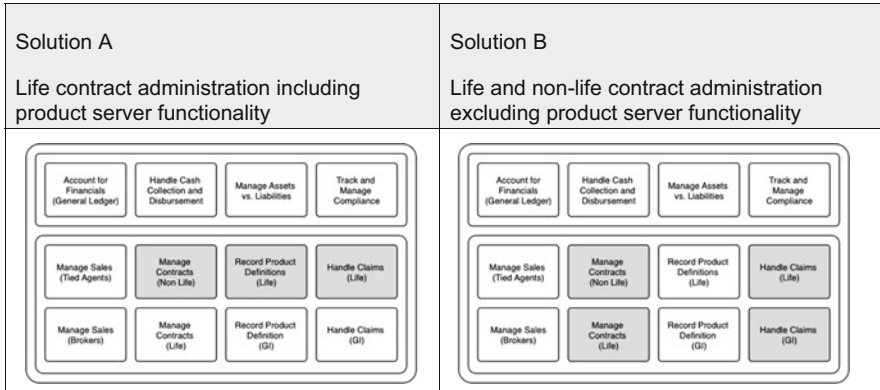 Solution A
Life contract administration including
product server functionality
Solution B
Life and non-life contract administration
excluding product server functionality
Account for
Financials
(General Ledger)
Handle Cash
Collection and
Disbursement
Manage Assets
vs. Liabilities
Track and
Manage
Compliance
Manage Sales
(Tied Agents)
Manage
Contracts
(Non Life)
Record Product
Definitions
(Life)
Handle Claims
(Life)
Manage Sales
(Brokers)
Manage
Contracts
(Life)
Record Product
Definition
(GI)
Handle Claims
(GI)
Account for
Financials
(General Ledger)
Handle Cash
Collection and
Disbursement
Manage Assets
vs. Liabilities
Track and
Manage
Compliance
Manage Sales
(Tied Agents)
Manage
Contracts
(Non Life)
Record Product
Definitions
(Life)
Handle Claims
(Life)
Manage Sales
(Brokers)
Manage
Contracts
(Life)
Record Product
Definition
(GI)
Handle Claims
(GI)